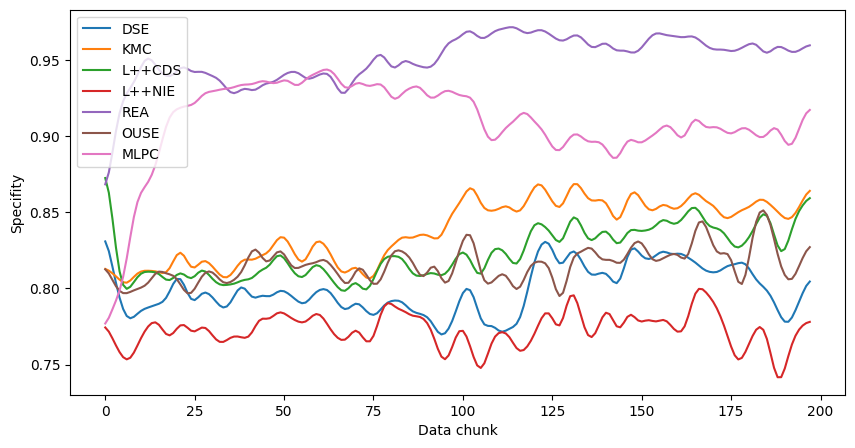 DSE
KMC
L++CDS
L++NIE
REA
OUSE
MLPC
Specifity
0.95
0.90
0.85
0.80
0.75
0 25 50 75 100 125 150 175 200
Data chunk